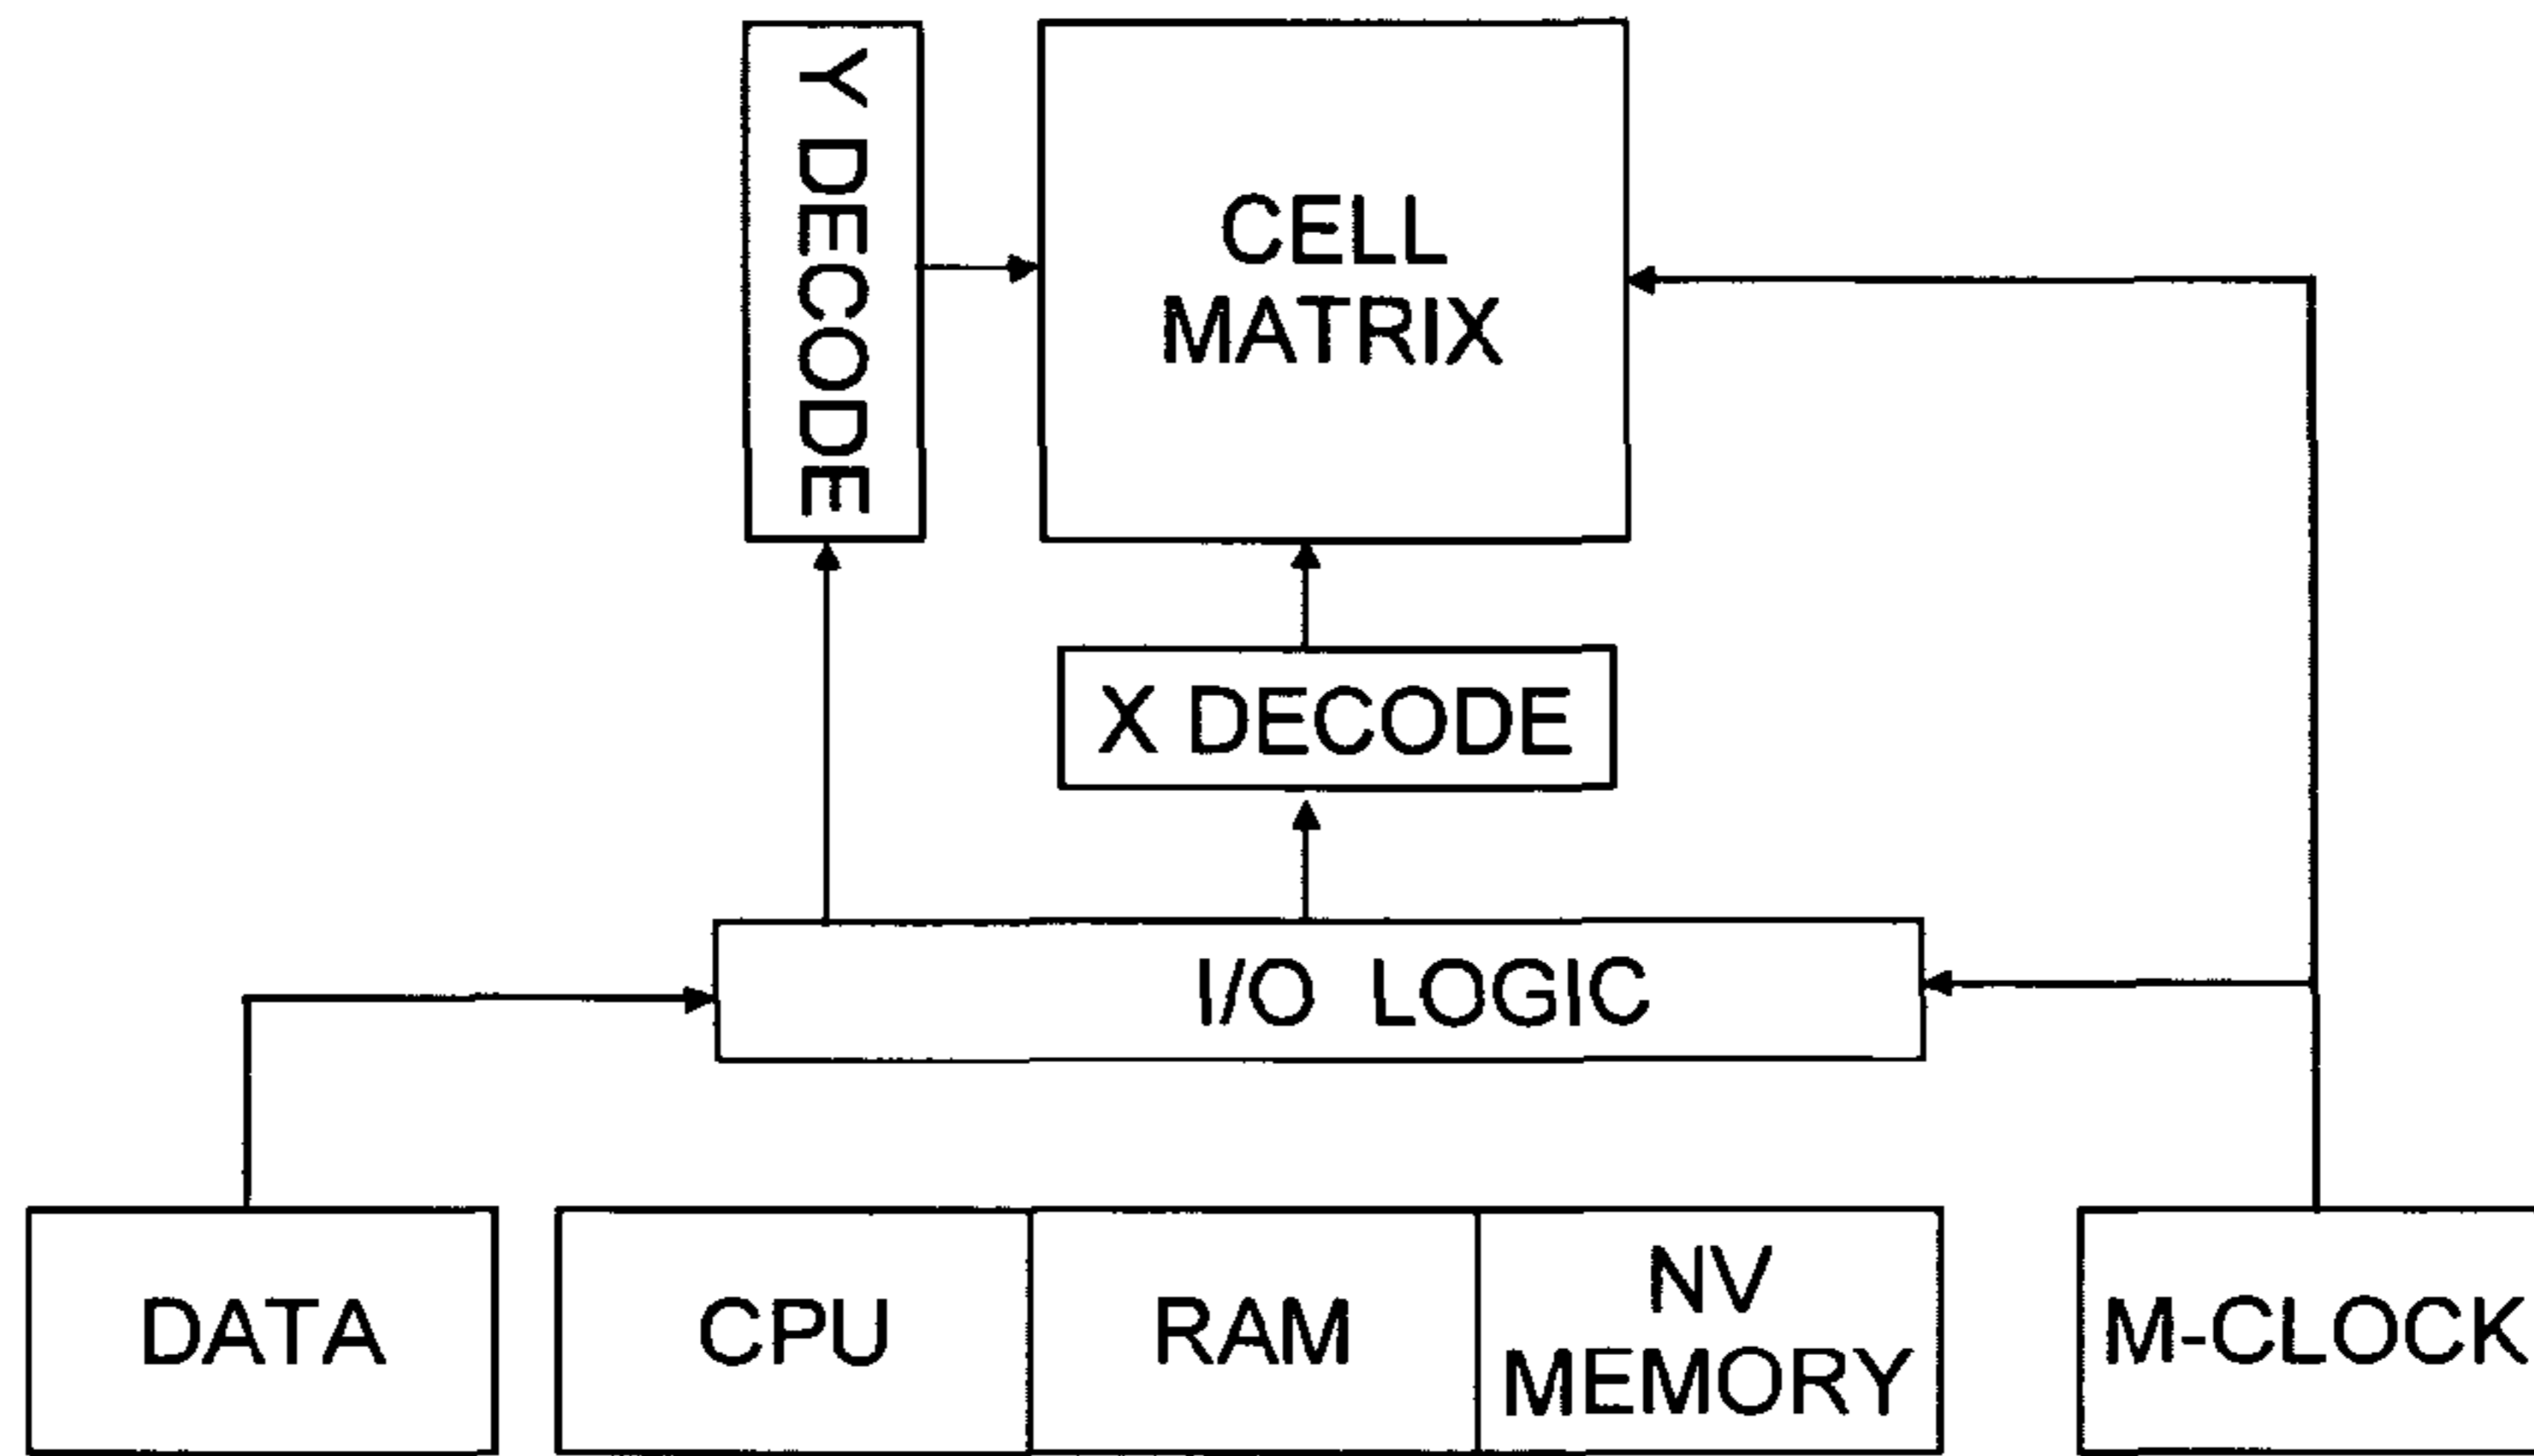 Y DECODE
CELL
MATRIX
X DECODE
I/O LOGIC
DATA
CPU
RAM
NV
MEMORY
M-CLOCK